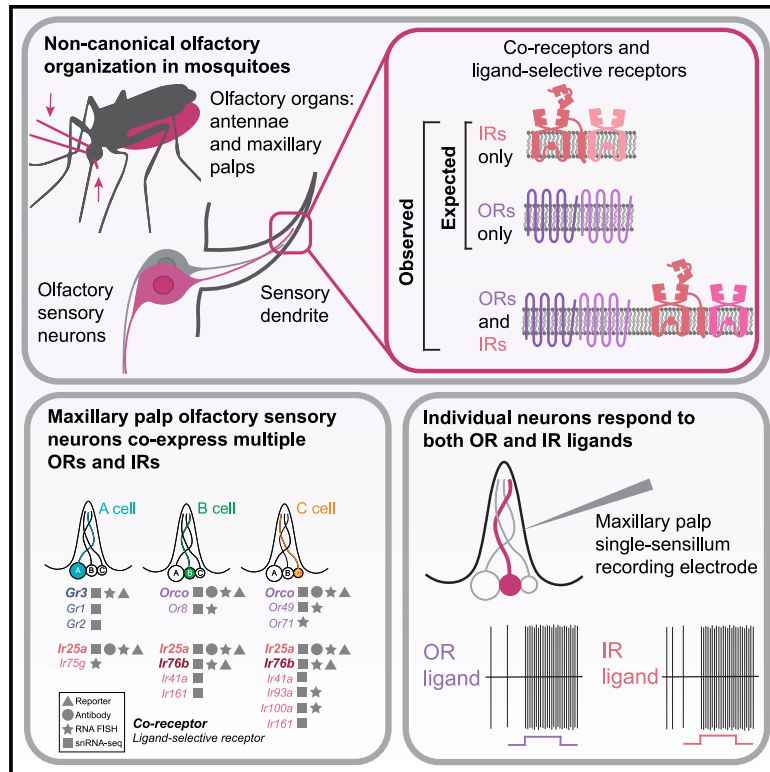 Non-canonical olfactory
organization in mosquitoes
Olfactory organs:
antennae
and maxillary
palps
Olfactory
sensory
neurons
Sensory
dendrite
Co-receptors and
ligand-selective receptors
Observed
Expected
IRs
only
ORs
only
ORs
and
IRs
Maxillary palp olfactory sensory
neurons co-express multiple
ORs and IRs
A cell
B cell
C cell
A B C
A B C
A B C
Gr3
Gr1
Gr2
Ir25a
Ir75g
Orco
Or8
Ir25a
Ir76b
Ir41a
Ir161
Orco
Or49
Or71
Ir25a
Ir76b
Ir41a
Ir93a
Ir100a
Ir161
Reporter
Antibody
RNA FISH
snRNA-seq
Co-receptor
Ligand-selective receptor
Individual neurons respond to
both OR and IR ligands
Maxillary palp
single-sensillum
recording electrode
OR
ligand
IR
ligand